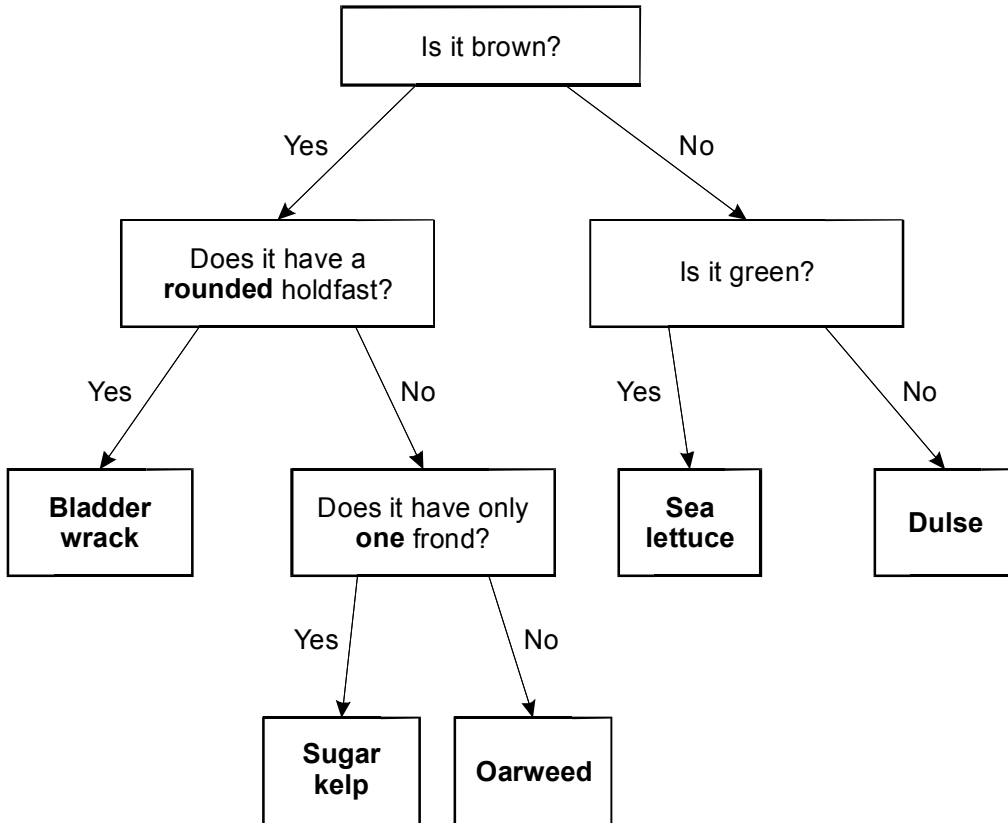 Is it brown?
Yes
No
Does it have a
rounded holdfast?
Is it green?
Yes
No
Yes
No
Bladder
wrack
Does it have only
one frond?
Sea
lettuce
Dulse
Yes
No
Sugar
kelp
Oarweed